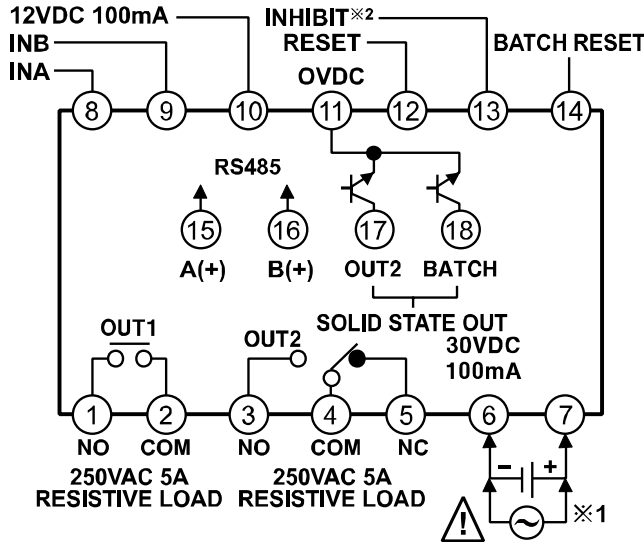 12VDC 100mA
INHIBIT※2
INB
RESET
BATCH RESET
INA
OVDC
8 9 10 11 12 13 14
RS485
15 16 17 18
A(+) B(+) OUT2 BATCH
SOLID STATE OUT
30VDC
100mA
OUT1
OUT2
1 2 3 4 5 6 7
NO COM NO COM NC
250VAC 5A
RESISTIVE LOAD
250VAC 5A
RESISTIVE LOAD
- +
!
※1